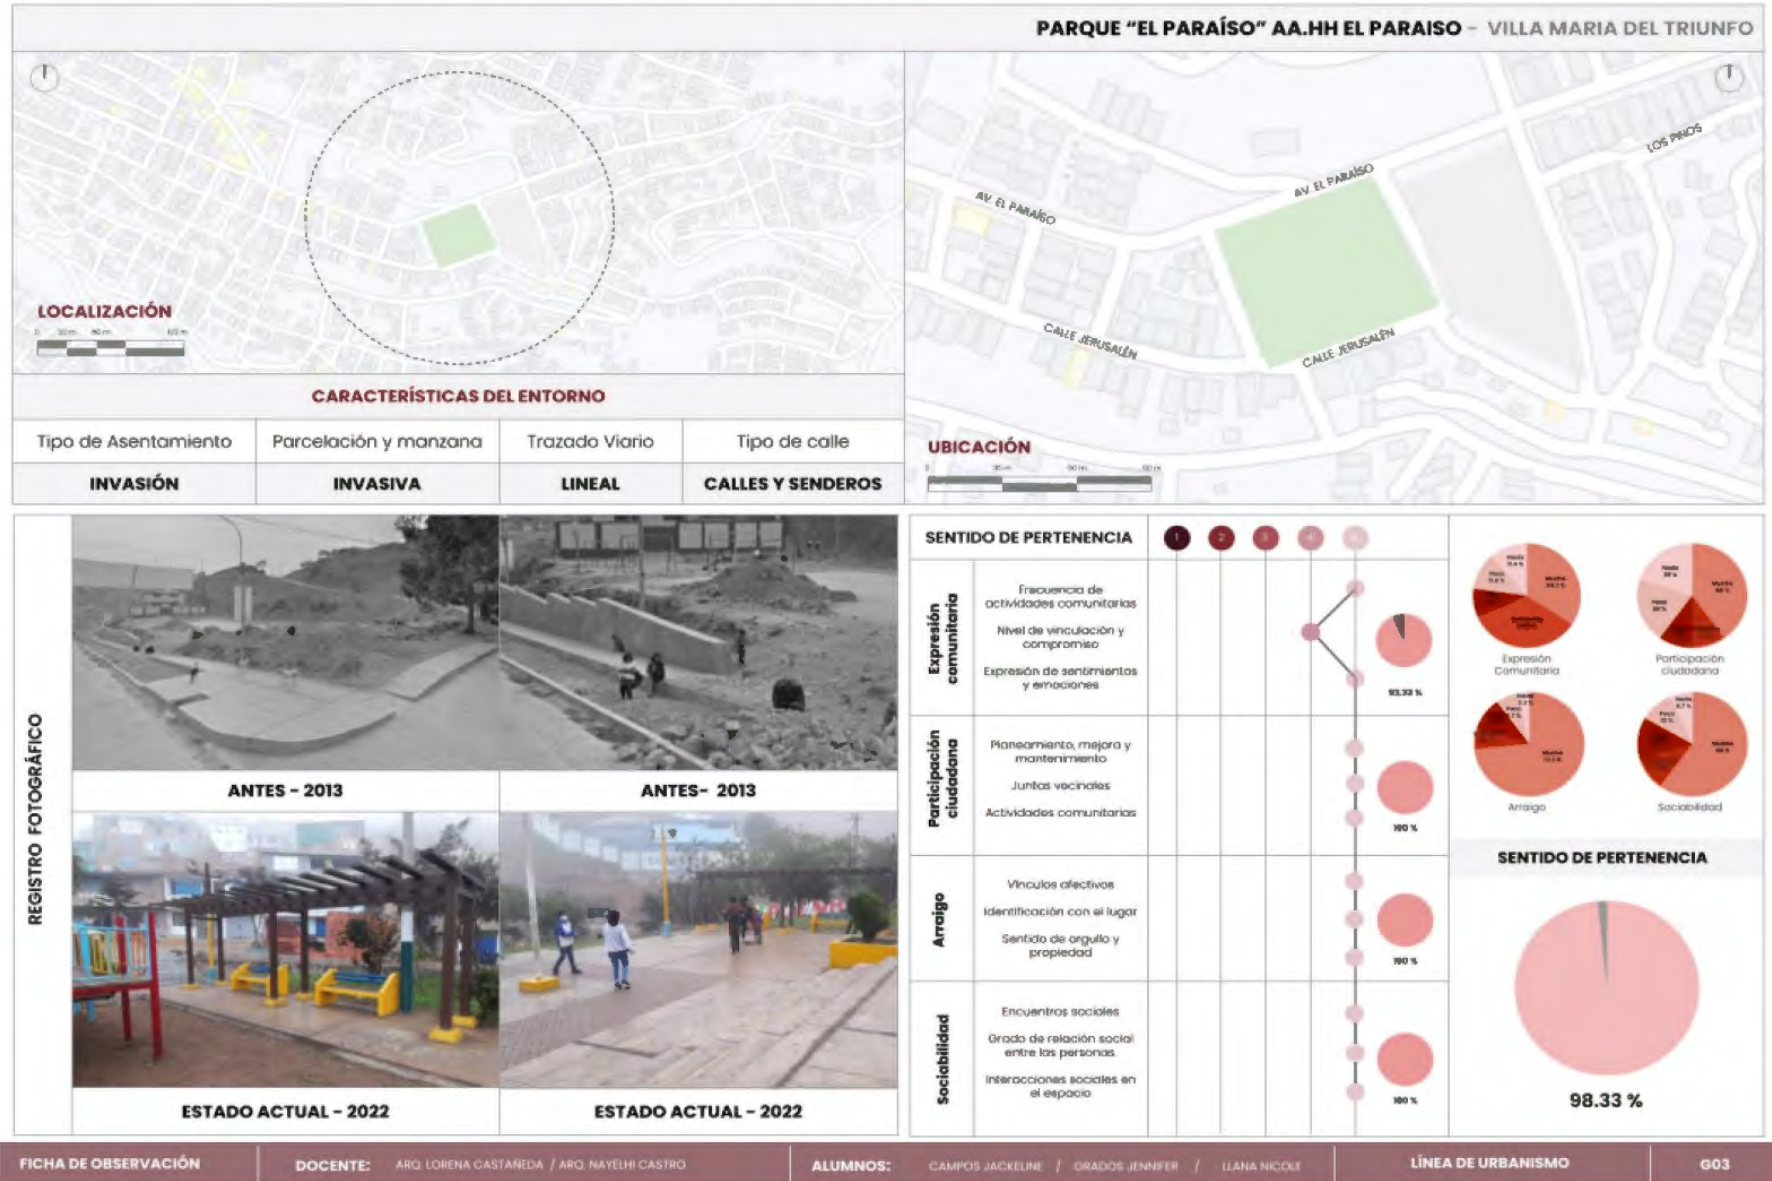 PARQUE “EL PARAÍSO” AA.HH EL PARAISO - VILLA MARIA DEL TRIUNFO
LOCALIZACIÓN
AV. EL PARAÍSO
AV. EL PARAÍSO
LOS PINOS
CALLE JERUSALÉN
CALLE JERUSALÉN
UBICACIÓN
CARACTERÍSTICAS DEL ENTORNO
Tipo de Asentamiento
Parcelación y manzana
Trazado Viario
Tipo de calle
INVASIÓN
INVASIVA
LINEAL
CALLES Y SENDEROS
REGISTRO FOTOGRÁFICO
ANTES - 2013
ANTES- 2013
ESTADO ACTUAL - 2022
ESTADO ACTUAL - 2022
SENTIDO DE PERTENENCIA
1 2 3 4
Expresión
comunitaria
Frecuencia de
actividades comunitarias
Nivel de vinculación y
compromiso
Expresión de sentimientos
y emociones
93.33 %
Participación
ciudadana
Planeamiento, mejora y
mantenimiento
Juntas vecinales
Actividades comunitarias
100 %
Arraigo
Vínculos afectivos
Identificación con el lugar
Sentido de orgullo y
propiedad
100 %
Sociabilidad
Encuentros sociales
Grado de relación social
entre las personas.
Interacciones sociales en
el espacio
100 %
Expresión
Comunitaria
Participación
ciudadana
Arraigo
Sociabilidad
SENTIDO DE PERTENENCIA
98.33 %
FICHA DE OBSERVACIÓN
DOCENTE: ARQ. LORENA CASTAÑEDA / ARQ. NAYELHI CASTRO
ALUMNOS: CAMPOS JACKELINE / GRADOS JENNIFER / LLANA NICOLE
LÍNEA DE URBANISMO
G03